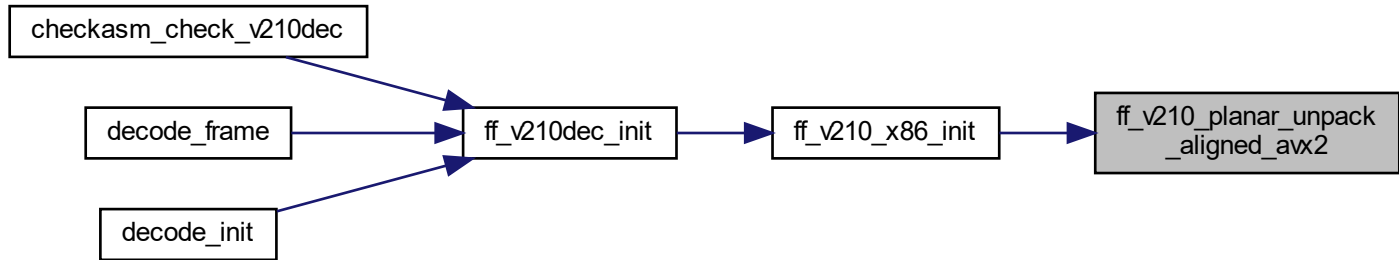 checkasm_check_v210dec
decode_frame
decode_init
ff_v210dec_init
ff_v210_x86_init
ff_v210_planar_unpack
_aligned_avx2